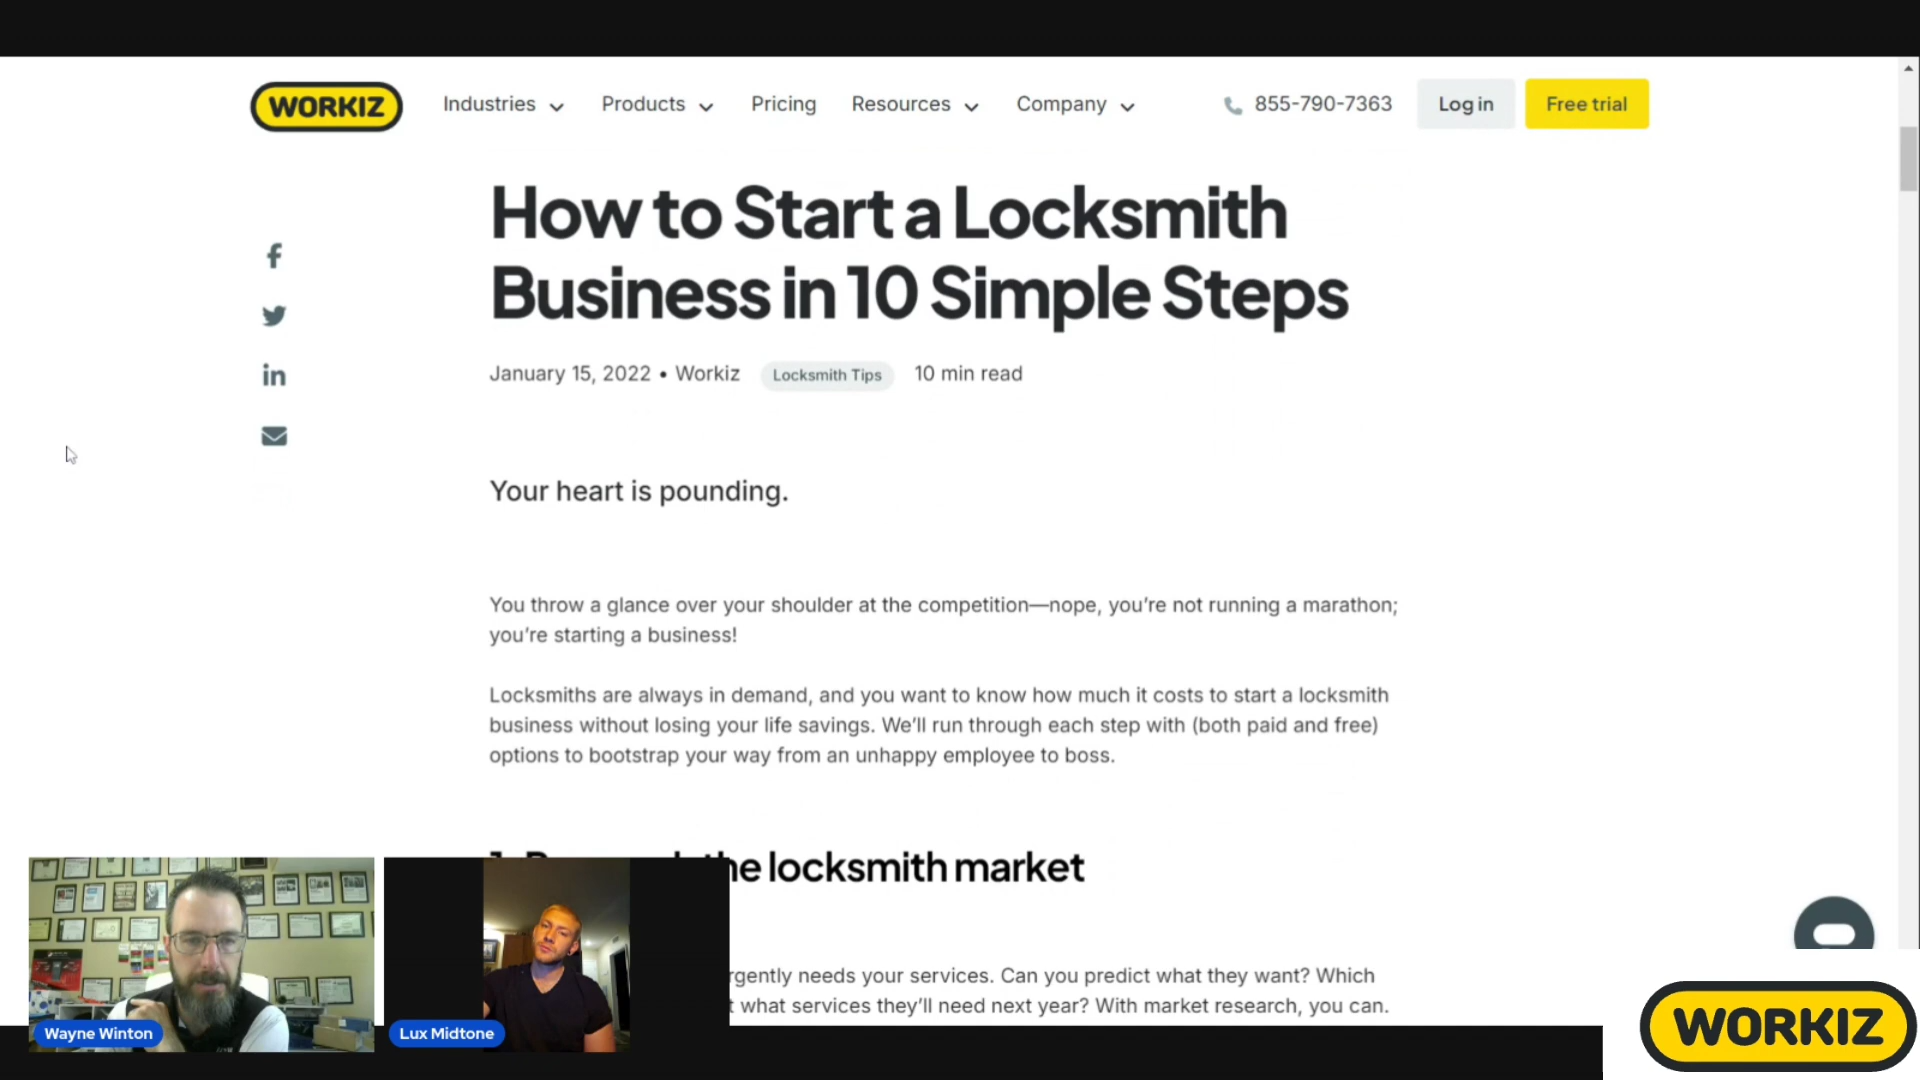 WORKIZ
Industries
Products
Pricing
Resources
Company
855-790-7363
Log in
Free trial
How to Start a Locksmith
Business in 10 Simple Steps
January 15, 2022 • Workiz
Locksmith Tips
10 min read
Your heart is pounding.
You throw a glance over your shoulder at the competition—nope, you're not running a marathon;
you're starting a business!
Locksmiths are always in demand, and you want to know how much it costs to start a locksmith
business without losing your life savings. We'll run through each step with (both paid and free)
options to bootstrap your way from an unhappy employee to boss.
locksmith market
needs your services. Can you predict what they want? Which
what services they'll need next year? With market research, you can.
Wayne Winton
Lux Midtone
WORKIZ